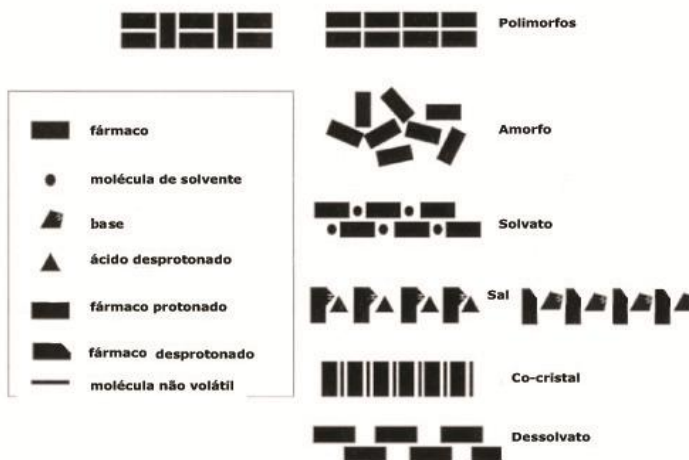 Polimorfos
Amorfo
fármaco
molécula de solvente
base
ácido desprotonado
fármaco protonado
fármaco desprotonado
molécula não volátil
Solvato
Sal
Co-cristal
Dessolvato